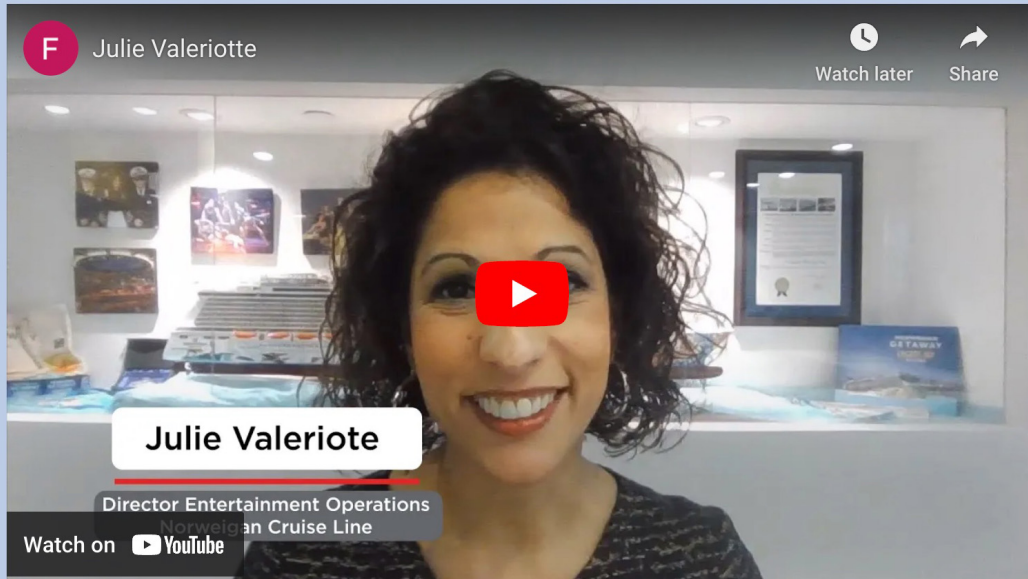 F Julie Valeriotte
Watch later Share
GETAWAY
Julie Valeriote
Director Entertainment Operations
Norweigan Cruise Line
Watch on YouTube